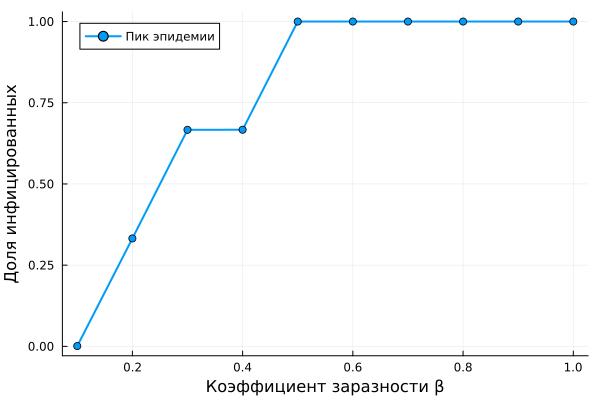 Пик эпидемии
Доля инфицированных
1.00
0.75
0.50
0.25
0.00
0.2 0.4 0.6 0.8 1.0
Коэффициент заразности β